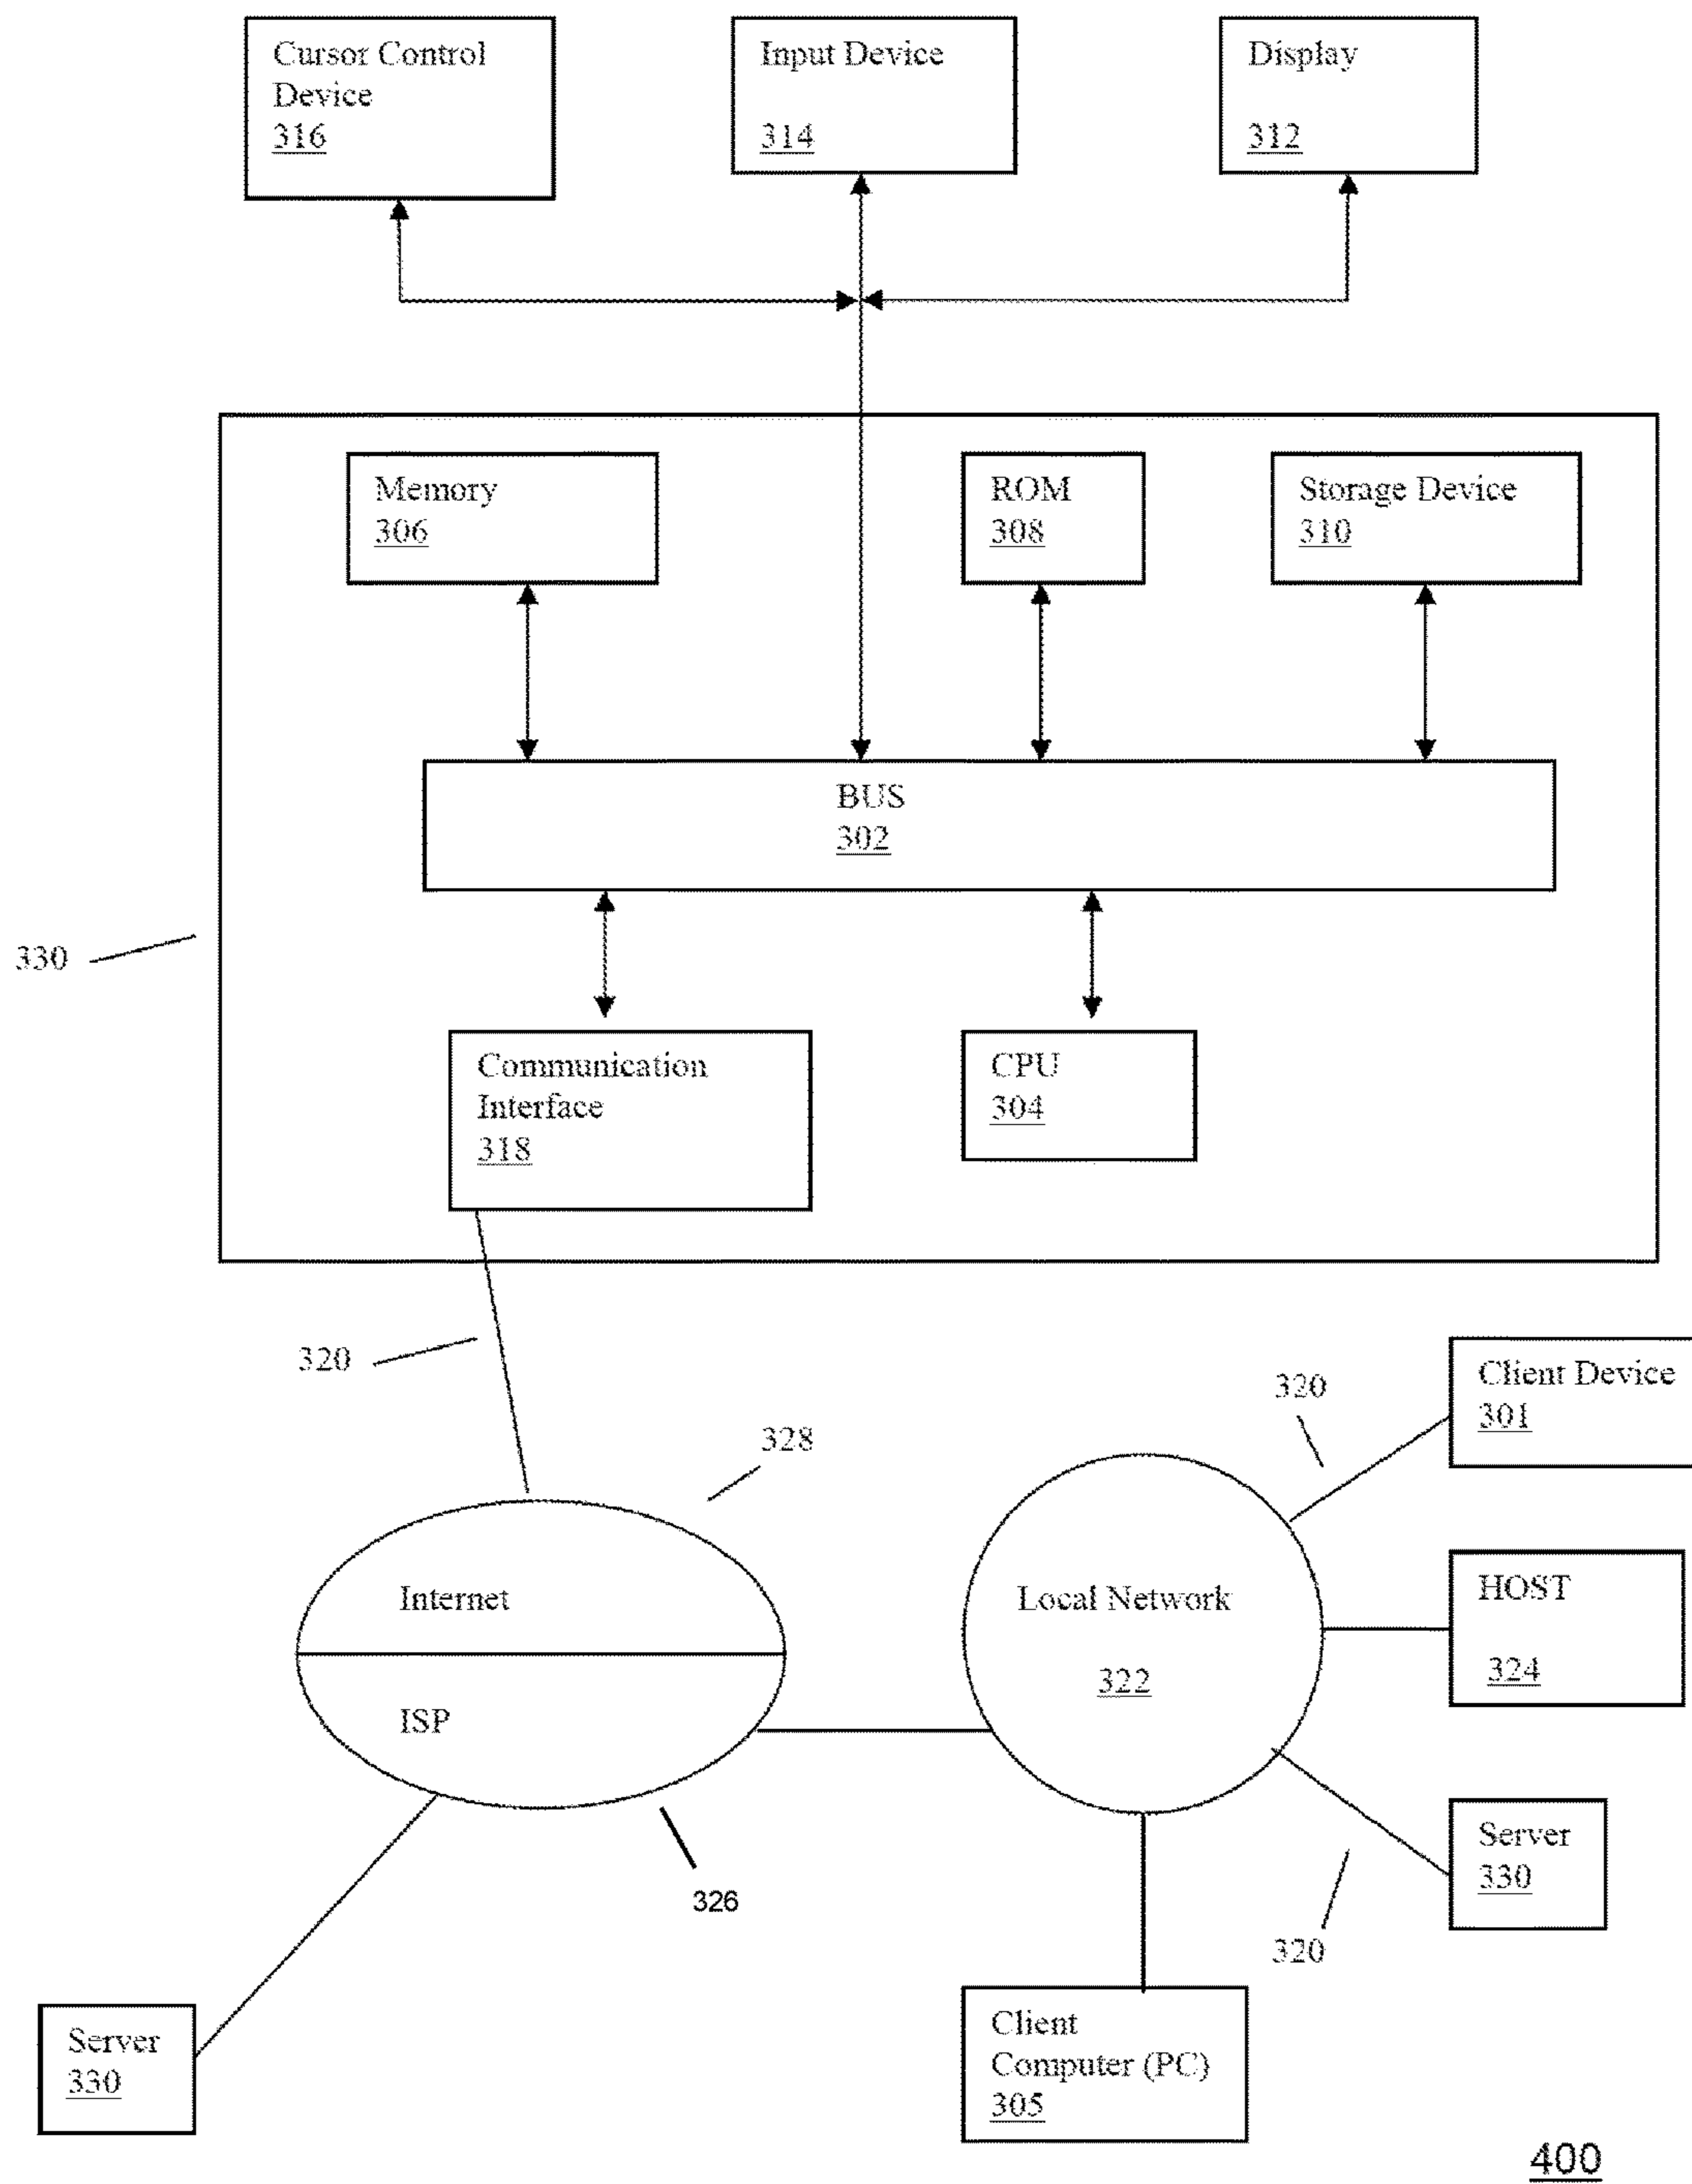 Cursor Control
Device
316
Input Device
314
Display
312
Memory
306
ROM
308
Storage Device
310
BUS
302
330
Communication
Interface
318
CPU
304
320
328
320
Client Device
301
Internet
ISP
326
Local Network
322
HOST
324
Server
330
320
Server
330
Client
Computer (PC)
305
400